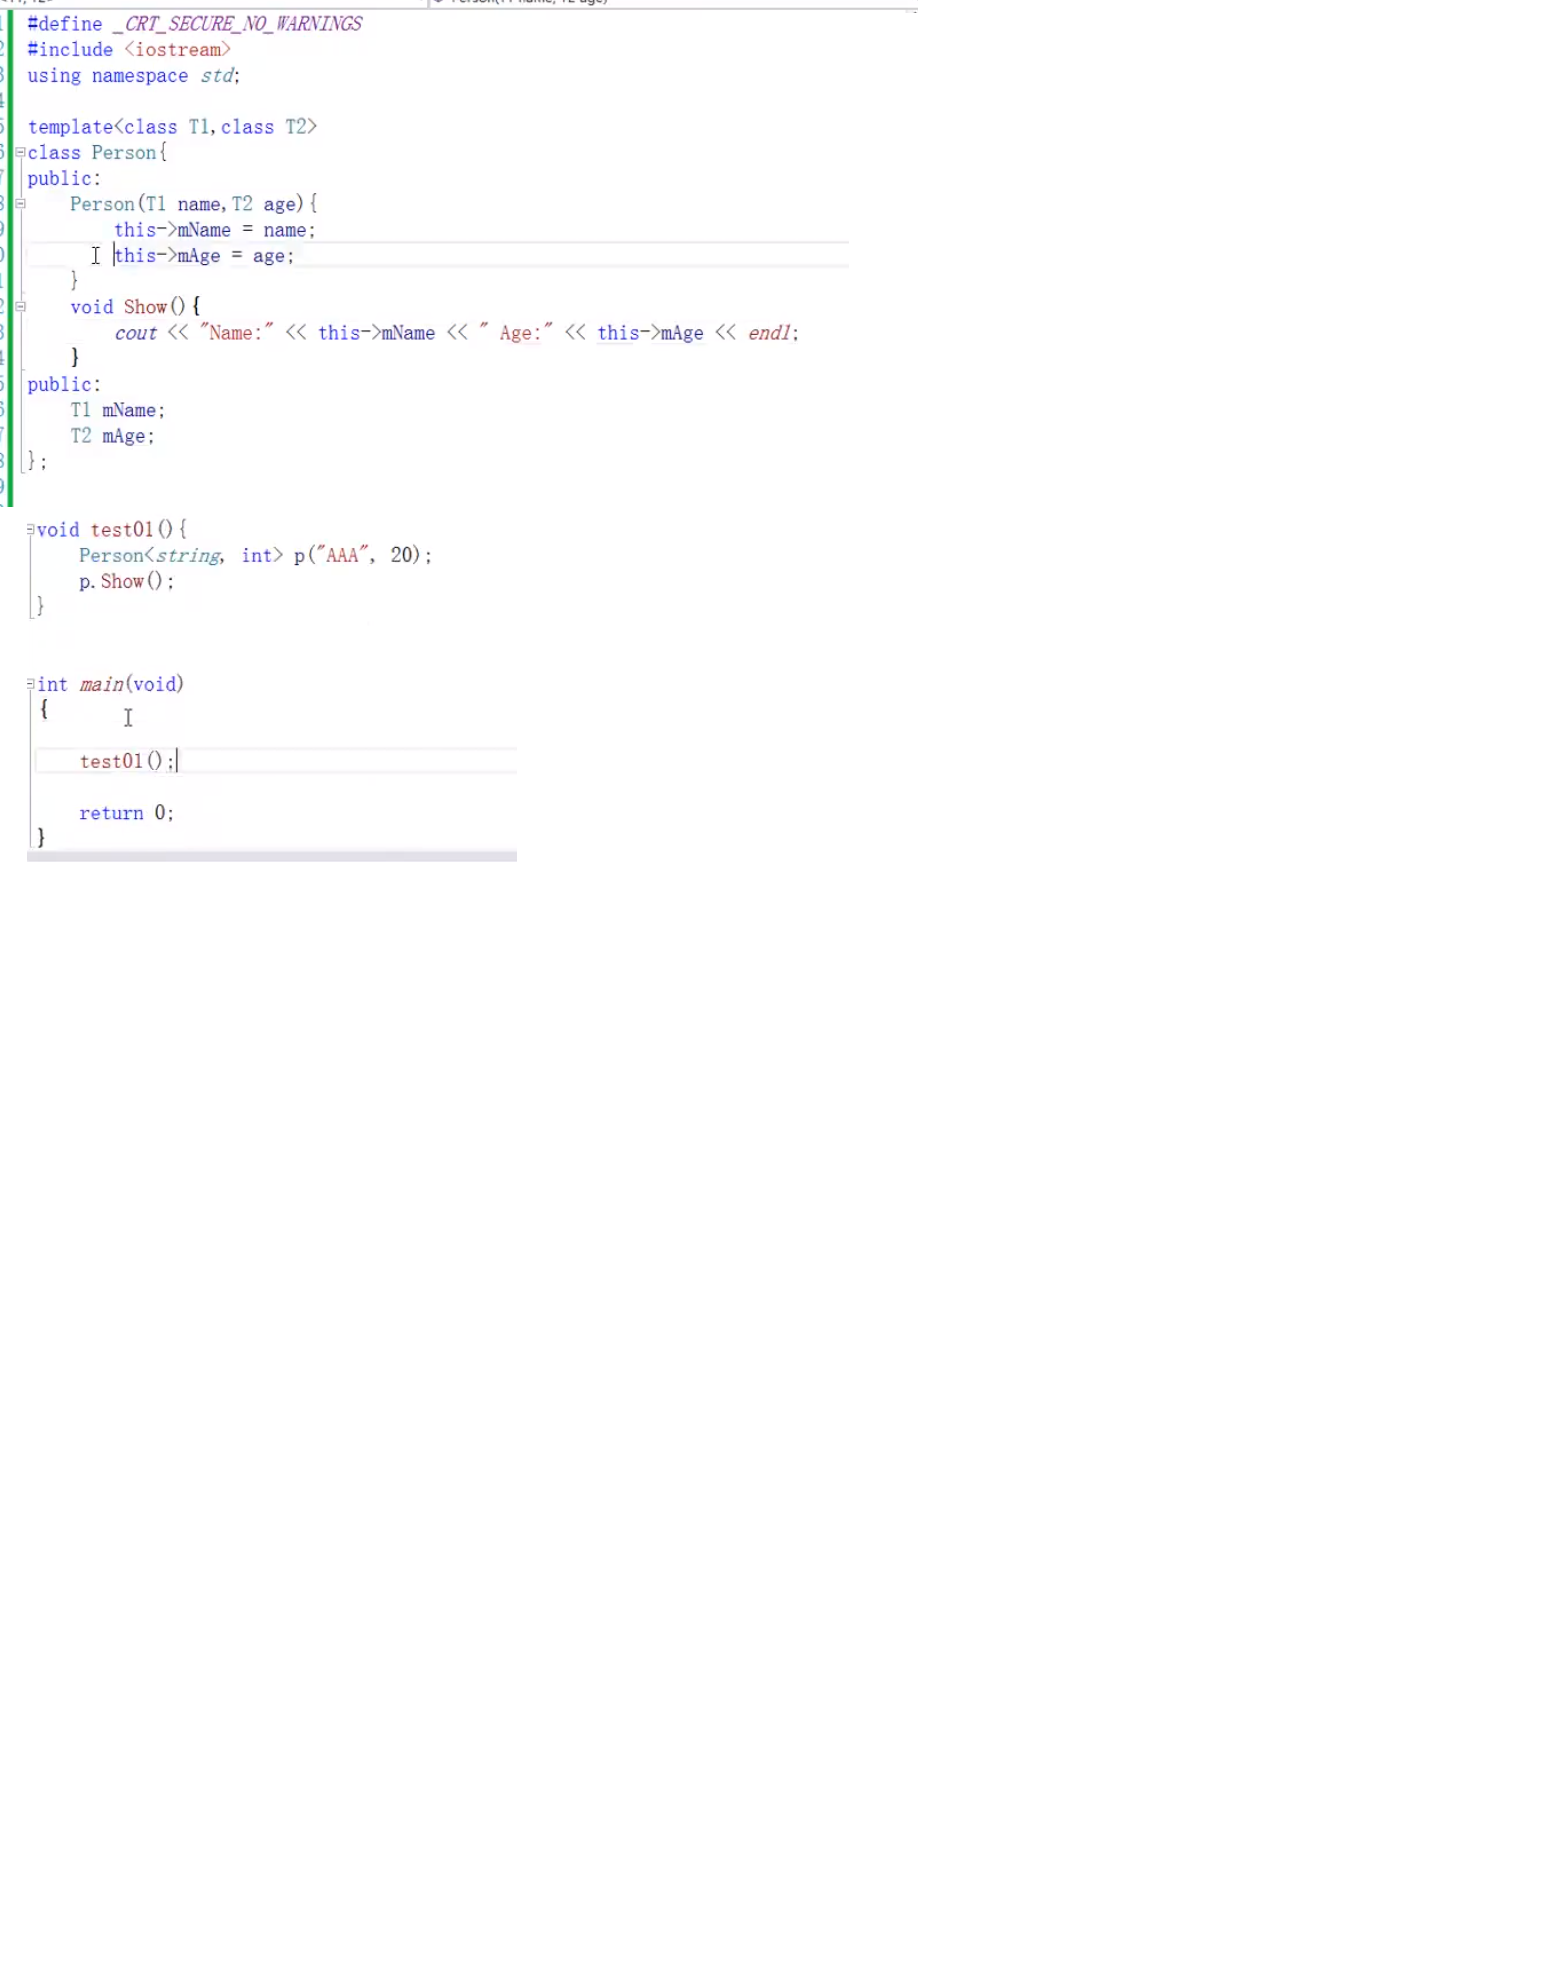 #define _CRT_SECURE_NO_WARNINGS
#include <iostream>
using namespace std;
template<class T1,class T2>
class Person{
public:
Person(T1 name,T2 age){
this->mName = name;
this->mAge = age;
}
void Show(){
cout << "Name:" << this->mName << " Age:" << this->mAge << endl;
}
public:
T1 mName;
T2 mAge;
};
void test01(){
Person<string, int> p("AAA", 20);
p.Show();
}
int main(void)
{
test01();
return 0;
}